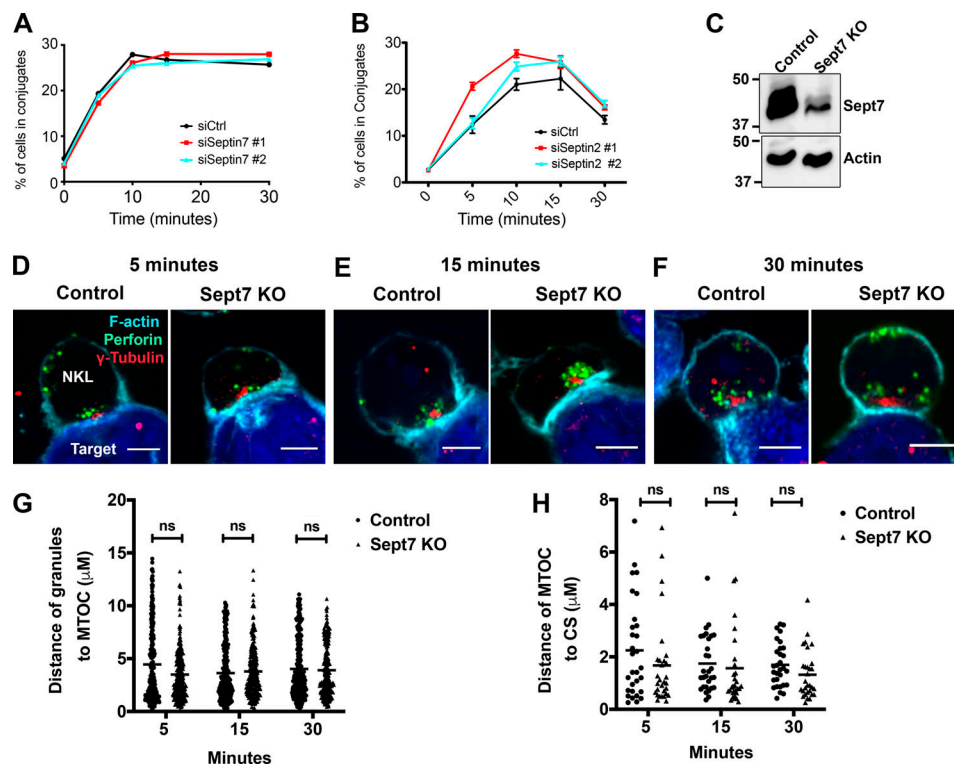 A
% of cells in conjugates
30
20
10
0
0
10
20
30
Time (minutes)
siCtrl
siSeptin7 #1
siSeptin7 #2
B
% of cells in Conjugates
30
20
10
0
0
5
10
15
30
Time (minutes)
siCtrl
siSeptin2 #1
siSeptin2 #2
C
Control
Sept7 KO
50
37
Sept7
50
37
Actin
D
5 minutes
Control
Sept7 KO
F-actin
Perforin
γ-Tubulin
NKL
Target
E
15 minutes
Control
Sept7 KO
F
30 minutes
Control
Sept7 KO
G
Distance of granules
to MTOC (μM)
20
15
10
5
0
ns
ns
ns
5
15
30
Minutes
Control
Sept7 KO
H
Distance of MTOC
to CS (μM)
8
6
4
2
0
ns
ns
ns
5
15
30
Minutes
Control
Sept7 KO